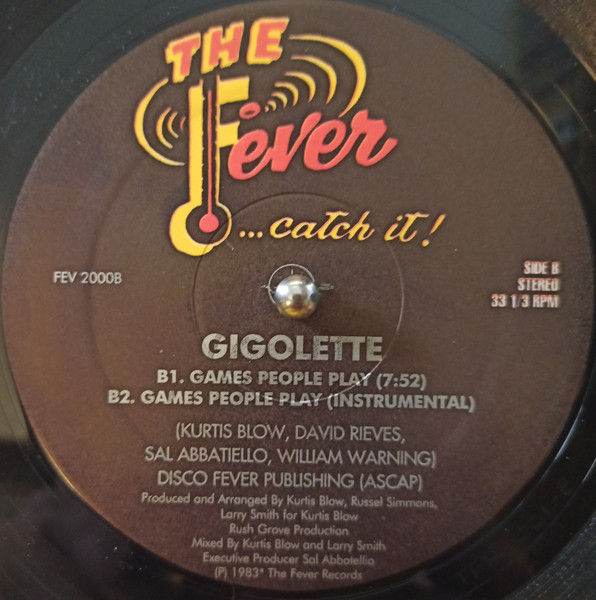 THE
Fever
...catch it!
FEV 2000B
SIDE B
STEREO
33 1/3 RPM
GIGOLETTE
B1. GAMES PEOPLE PLAY (7:52)
B2. GAMES PEOPLE PLAY (INSTRUMENTAL)
(KURTIS BLOW, DAVID RIEVES,
SAL ABBATIELLO, WILLIAM WARNING)
DISCO FEVER PUBLISHING (ASCAP)
Produced and Arranged By Kurtis Blow, Russel Simmons,
Larry Smith for Kurtis Blow
Rush Grove Production
Mixed By Kurtis Blow and Larry Smith
Executive Producer Sal Abbatello
(P) 1983* The Fever Records